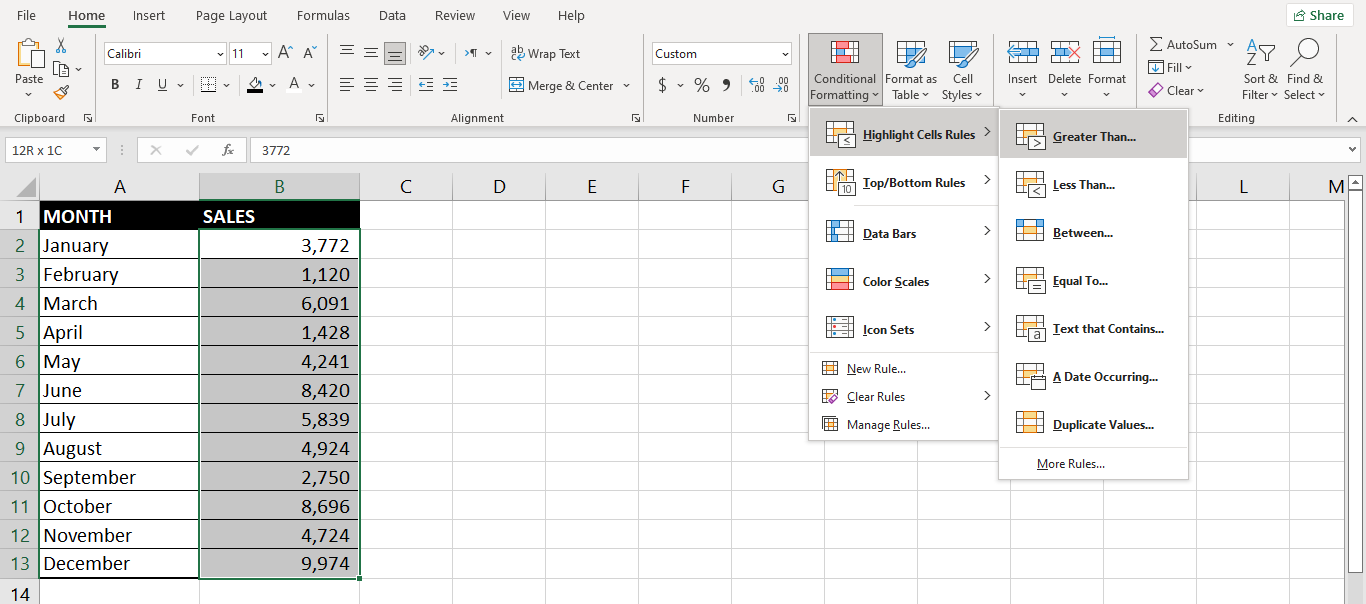 File Home Insert Page Layout Formulas Data Review View Help Share
Paste
Calibri 11
B I U A
ab Wrap Text
Merge & Center
Custom
$ % 9 .00 .0
Conditional Formatting
Format as Table
Cell Styles
Insert Delete Format
AutoSum
Fill
Clear
Sort & Filter
Find & Select
Clipboard Font Alignment Number Editing
12R x 1C fx 3772
A B C D E F G L M
1 MONTH SALES
2 January 3,772
3 February 1,120
4 March 6,091
5 April 1,428
6 May 4,241
7 June 8,420
8 July 5,839
9 August 4,924
10 September 2,750
11 October 8,696
12 November 4,724
13 December 9,974
14
Highlight Cells Rules
Top/Bottom Rules
Data Bars
Color Scales
Icon Sets
New Rule...
Clear Rules
Manage Rules...
Greater Than...
Less Than...
Between...
Equal To...
Text that Contains...
A Date Occurring...
Duplicate Values...
More Rules...